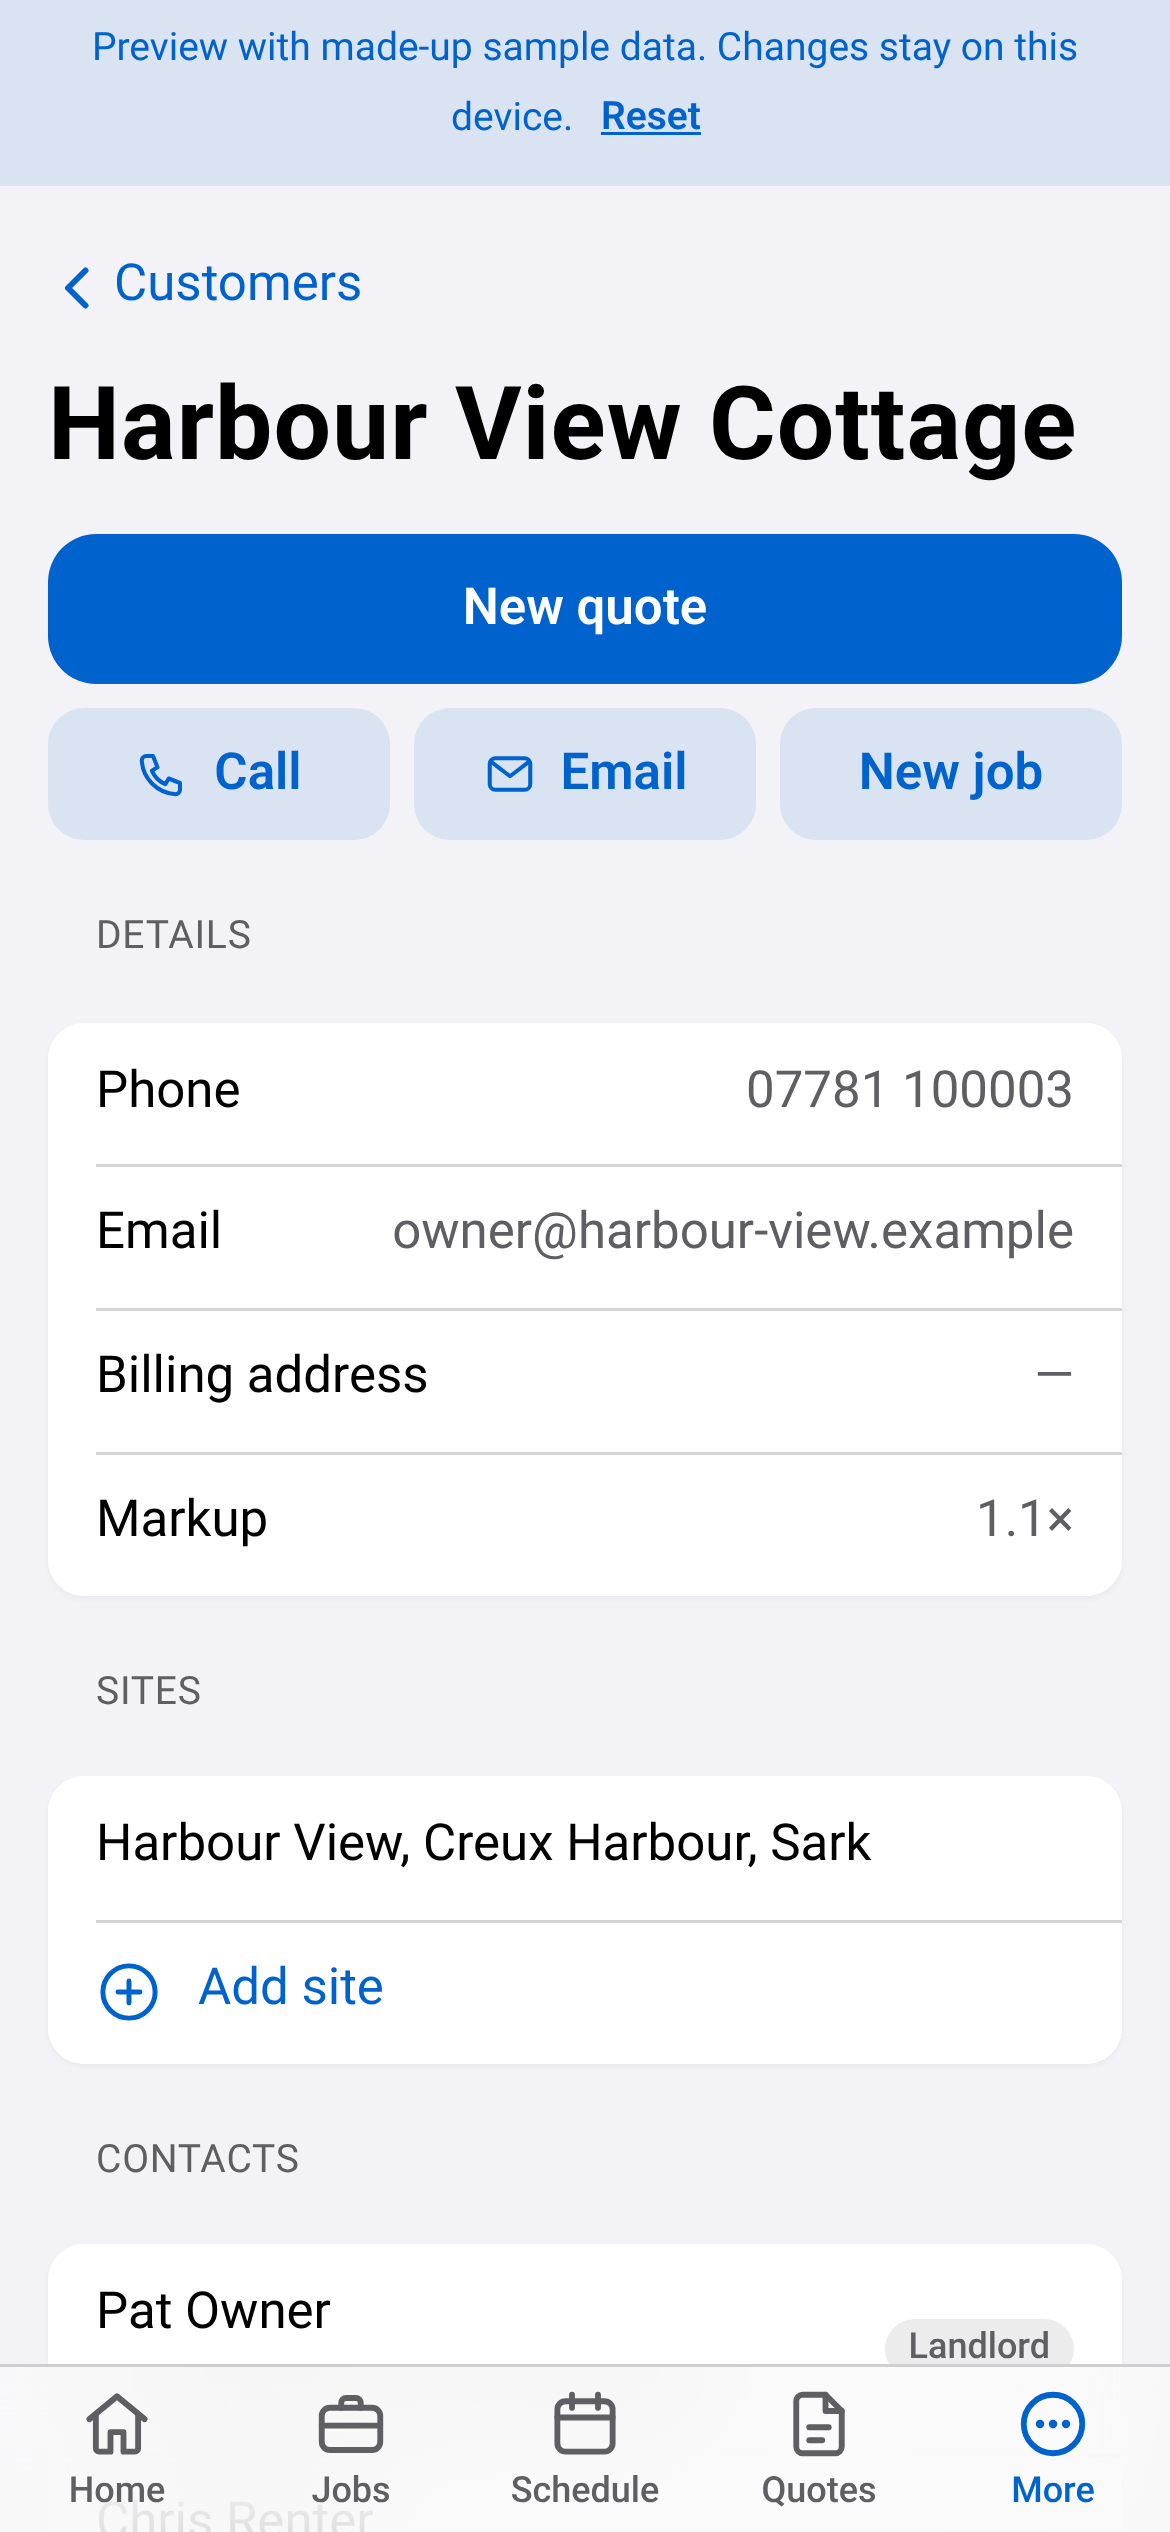 Preview with made-up sample data. Changes stay on this
device. Reset
Customers
Harbour View Cottage
New quote
Call
Email
New job
DETAILS
Phone 07781 100003
Email owner@harbour-view.example
Billing address —
Markup 1.1×
SITES
Harbour View, Creux Harbour, Sark
Add site
CONTACTS
Pat Owner
Landlord
Chris Renter
Home
Jobs
Schedule
Quotes
More